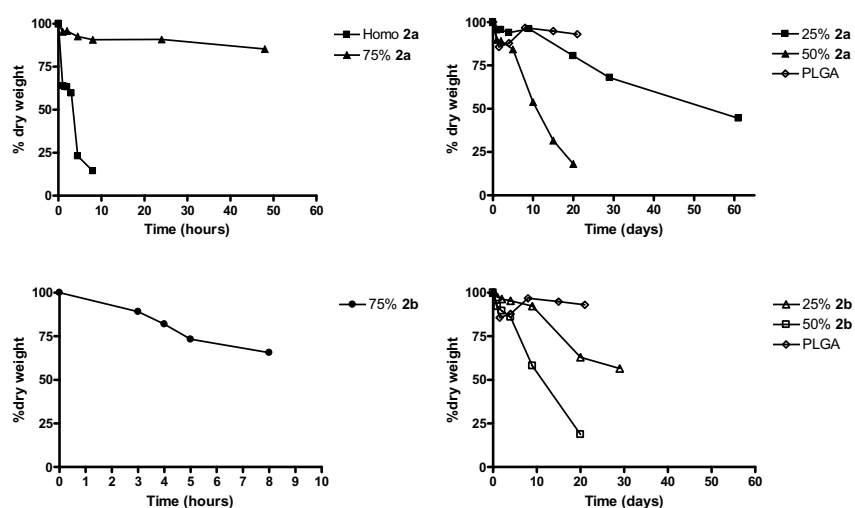 % dry weight
100
75
50
25
0
0 10 20 30 40 50 60
Time (hours)
Homo 2a
75% 2a
% dry weight
100
75
50
25
0
0 10 20 30 40 50 60
Time (days)
25% 2a
50% 2a
PLGA
%dry weight
100
75
50
25
0
0 1 2 3 4 5 6 7 8 9 10
Time (hours)
75% 2b
%dry weight
100
75
50
25
0
0 10 20 30 40 50 60
Time (days)
25% 2b
50% 2b
PLGA